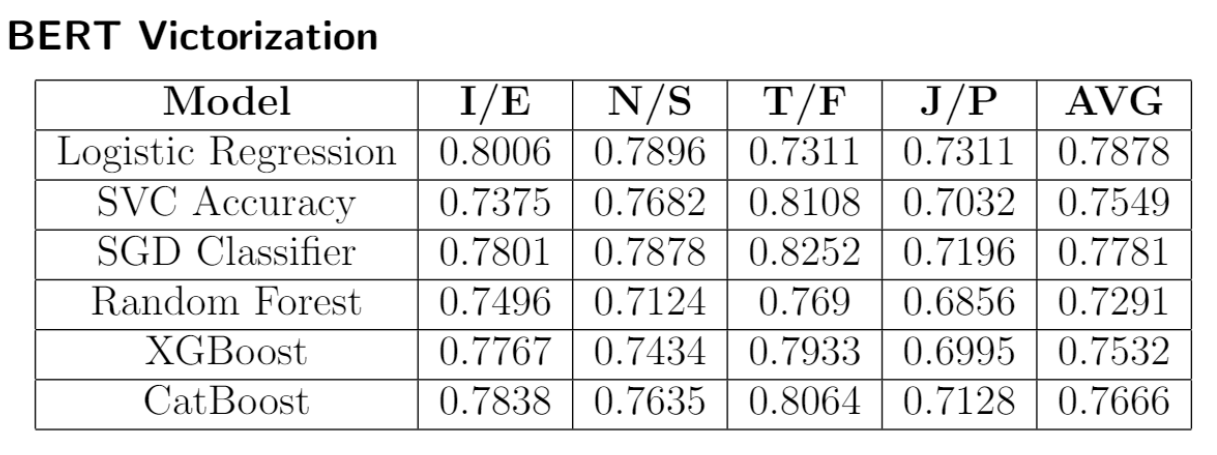 BERT Victorization
Model I/E N/S T/F J/P AVG
Logistic Regression 0.8006 0.7896 0.7311 0.7311 0.7878
SVC Accuracy 0.7375 0.7682 0.8108 0.7032 0.7549
SGD Classifier 0.7801 0.7878 0.8252 0.7196 0.7781
Random Forest 0.7496 0.7124 0.769 0.6856 0.7291
XGBoost 0.7767 0.7434 0.7933 0.6995 0.7532
CatBoost 0.7838 0.7635 0.8064 0.7128 0.7666